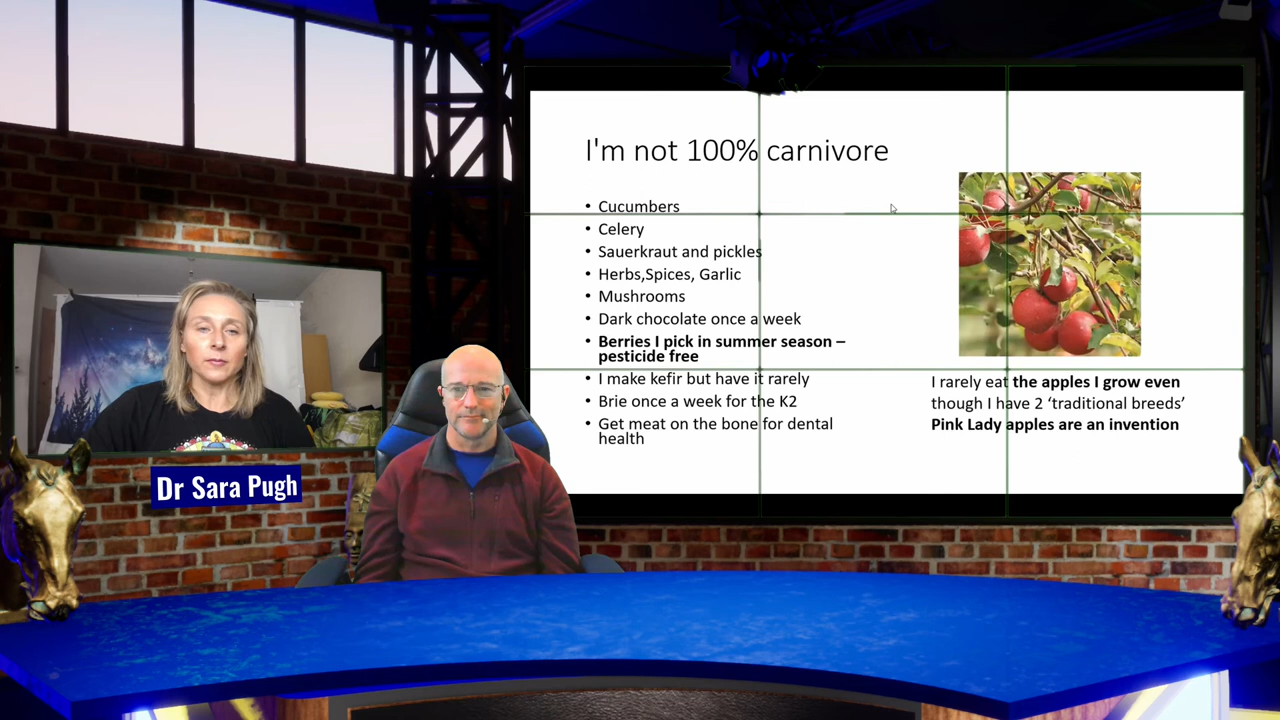 I'm not 100% carnivore
• Cucumbers
• Celery
• Sauerkraut and pickles
• Herbs,Spices, Garlic
• Mushrooms
• Dark chocolate once a week
• Berries I pick in summer season –
pesticide free
• I make kefir but have it rarely
• Brie once a week for the K2
• Get meat on the bone for dental
health
I rarely eat the apples I grow even
though I have 2 ‘traditional breeds’
Pink Lady apples are an invention
Dr Sara Pugh